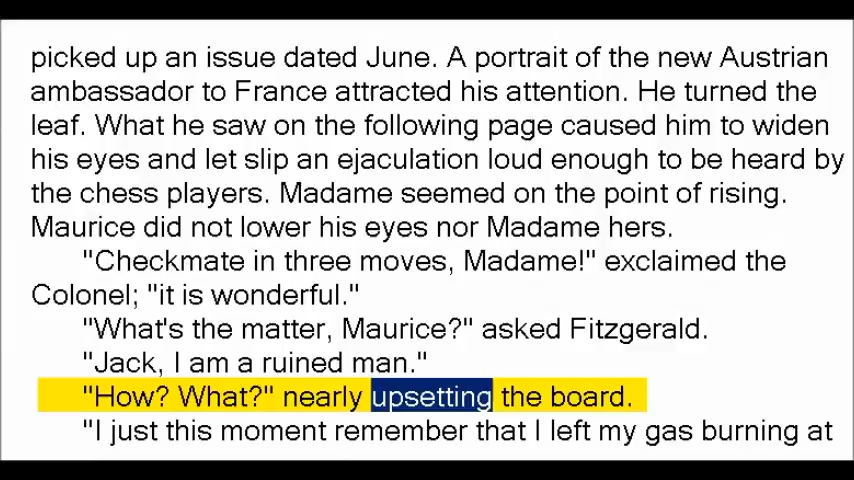 picked up an issue dated June. A portrait of the new Austrian
ambassador to France attracted his attention. He turned the
leaf. What he saw on the following page caused him to widen
his eyes and let slip an ejaculation loud enough to be heard by
the chess players. Madame seemed on the point of rising.
Maurice did not lower his eyes nor Madame hers.
"Checkmate in three moves, Madame!" exclaimed the
Colonel; "it is wonderful."
"What's the matter, Maurice?" asked Fitzgerald.
"Jack, I am a ruined man."
"How? What?" nearly upsetting the board.
"I just this moment remember that I left my gas burning at